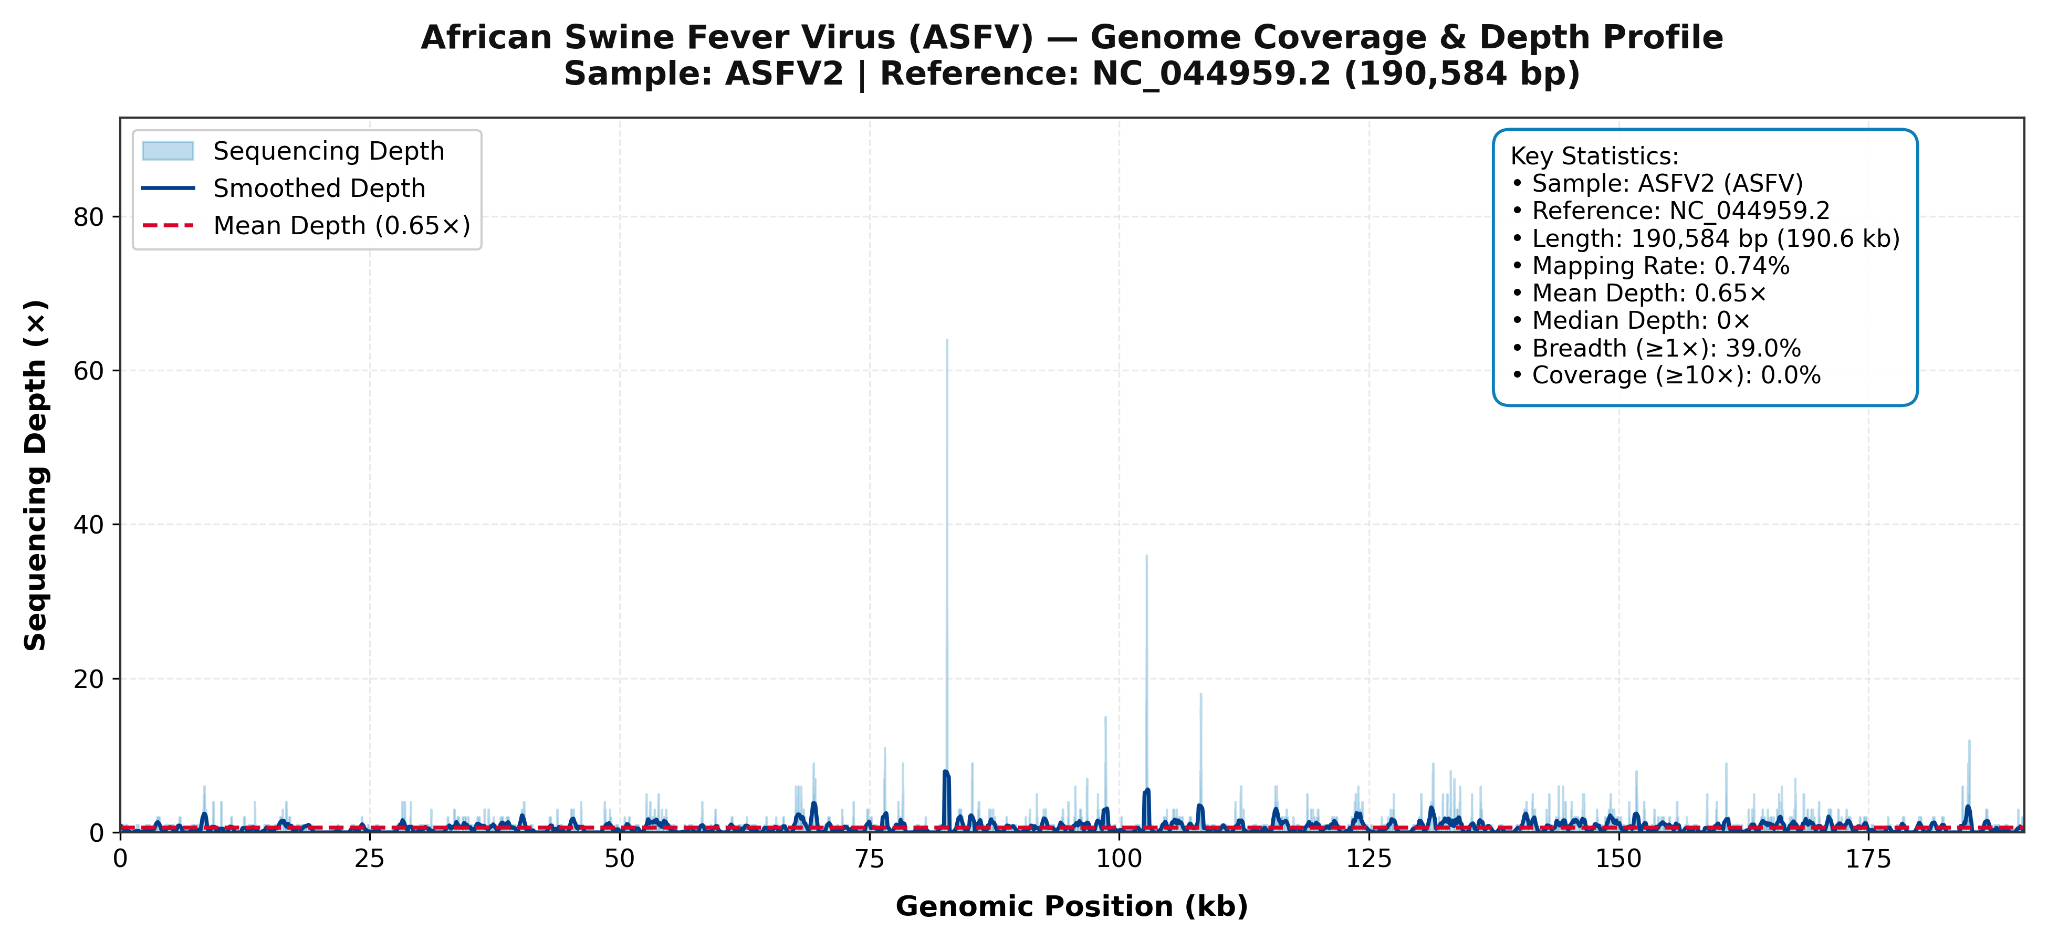 African Swine Fever Virus (ASFV) — Genome Coverage & Depth Profile
Sample: ASFV2 | Reference: NC_044959.2 (190,584 bp)
Sequencing Depth
Smoothed Depth
Mean Depth (0.65×)
Key Statistics:
• Sample: ASFV2 (ASFV)
• Reference: NC_044959.2
• Length: 190,584 bp (190.6 kb)
• Mapping Rate: 0.74%
• Mean Depth: 0.65×
• Median Depth: 0×
• Breadth (≥1×): 39.0%
• Coverage (≥10×): 0.0%
Sequencing Depth (×)
80
60
40
20
0
0 25 50 75 100 125 150 175
Genomic Position (kb)